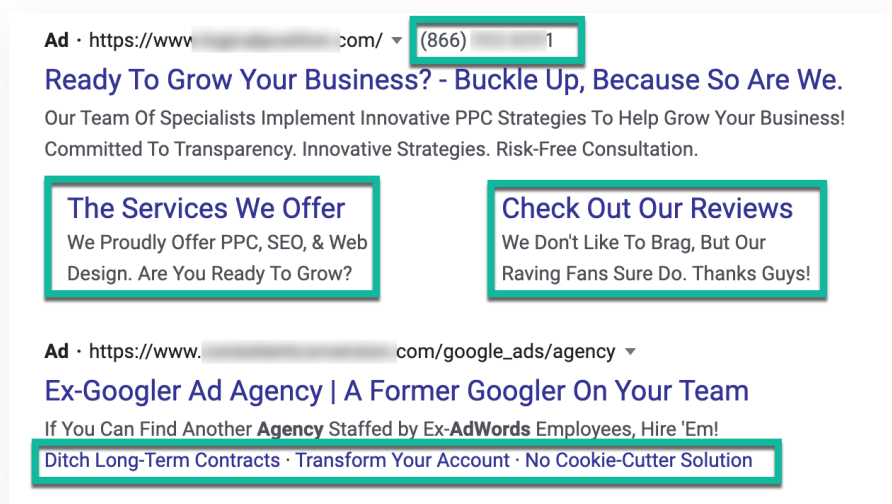 Ad · https://www. .com/ (866) 1
Ready To Grow Your Business? - Buckle Up, Because So Are We.
Our Team Of Specialists Implement Innovative PPC Strategies To Help Grow Your Business!
Committed To Transparency. Innovative Strategies. Risk-Free Consultation.
The Services We Offer
We Proudly Offer PPC, SEO, & Web
Design. Are You Ready To Grow?
Check Out Our Reviews
We Don't Like To Brag, But Our
Raving Fans Sure Do. Thanks Guys!
Ad · https://www. .com/google_ads/agency
Ex-Googler Ad Agency | A Former Googler On Your Team
If You Can Find Another Agency Staffed by Ex-AdWords Employees, Hire 'Em!
Ditch Long-Term Contracts · Transform Your Account · No Cookie-Cutter Solution